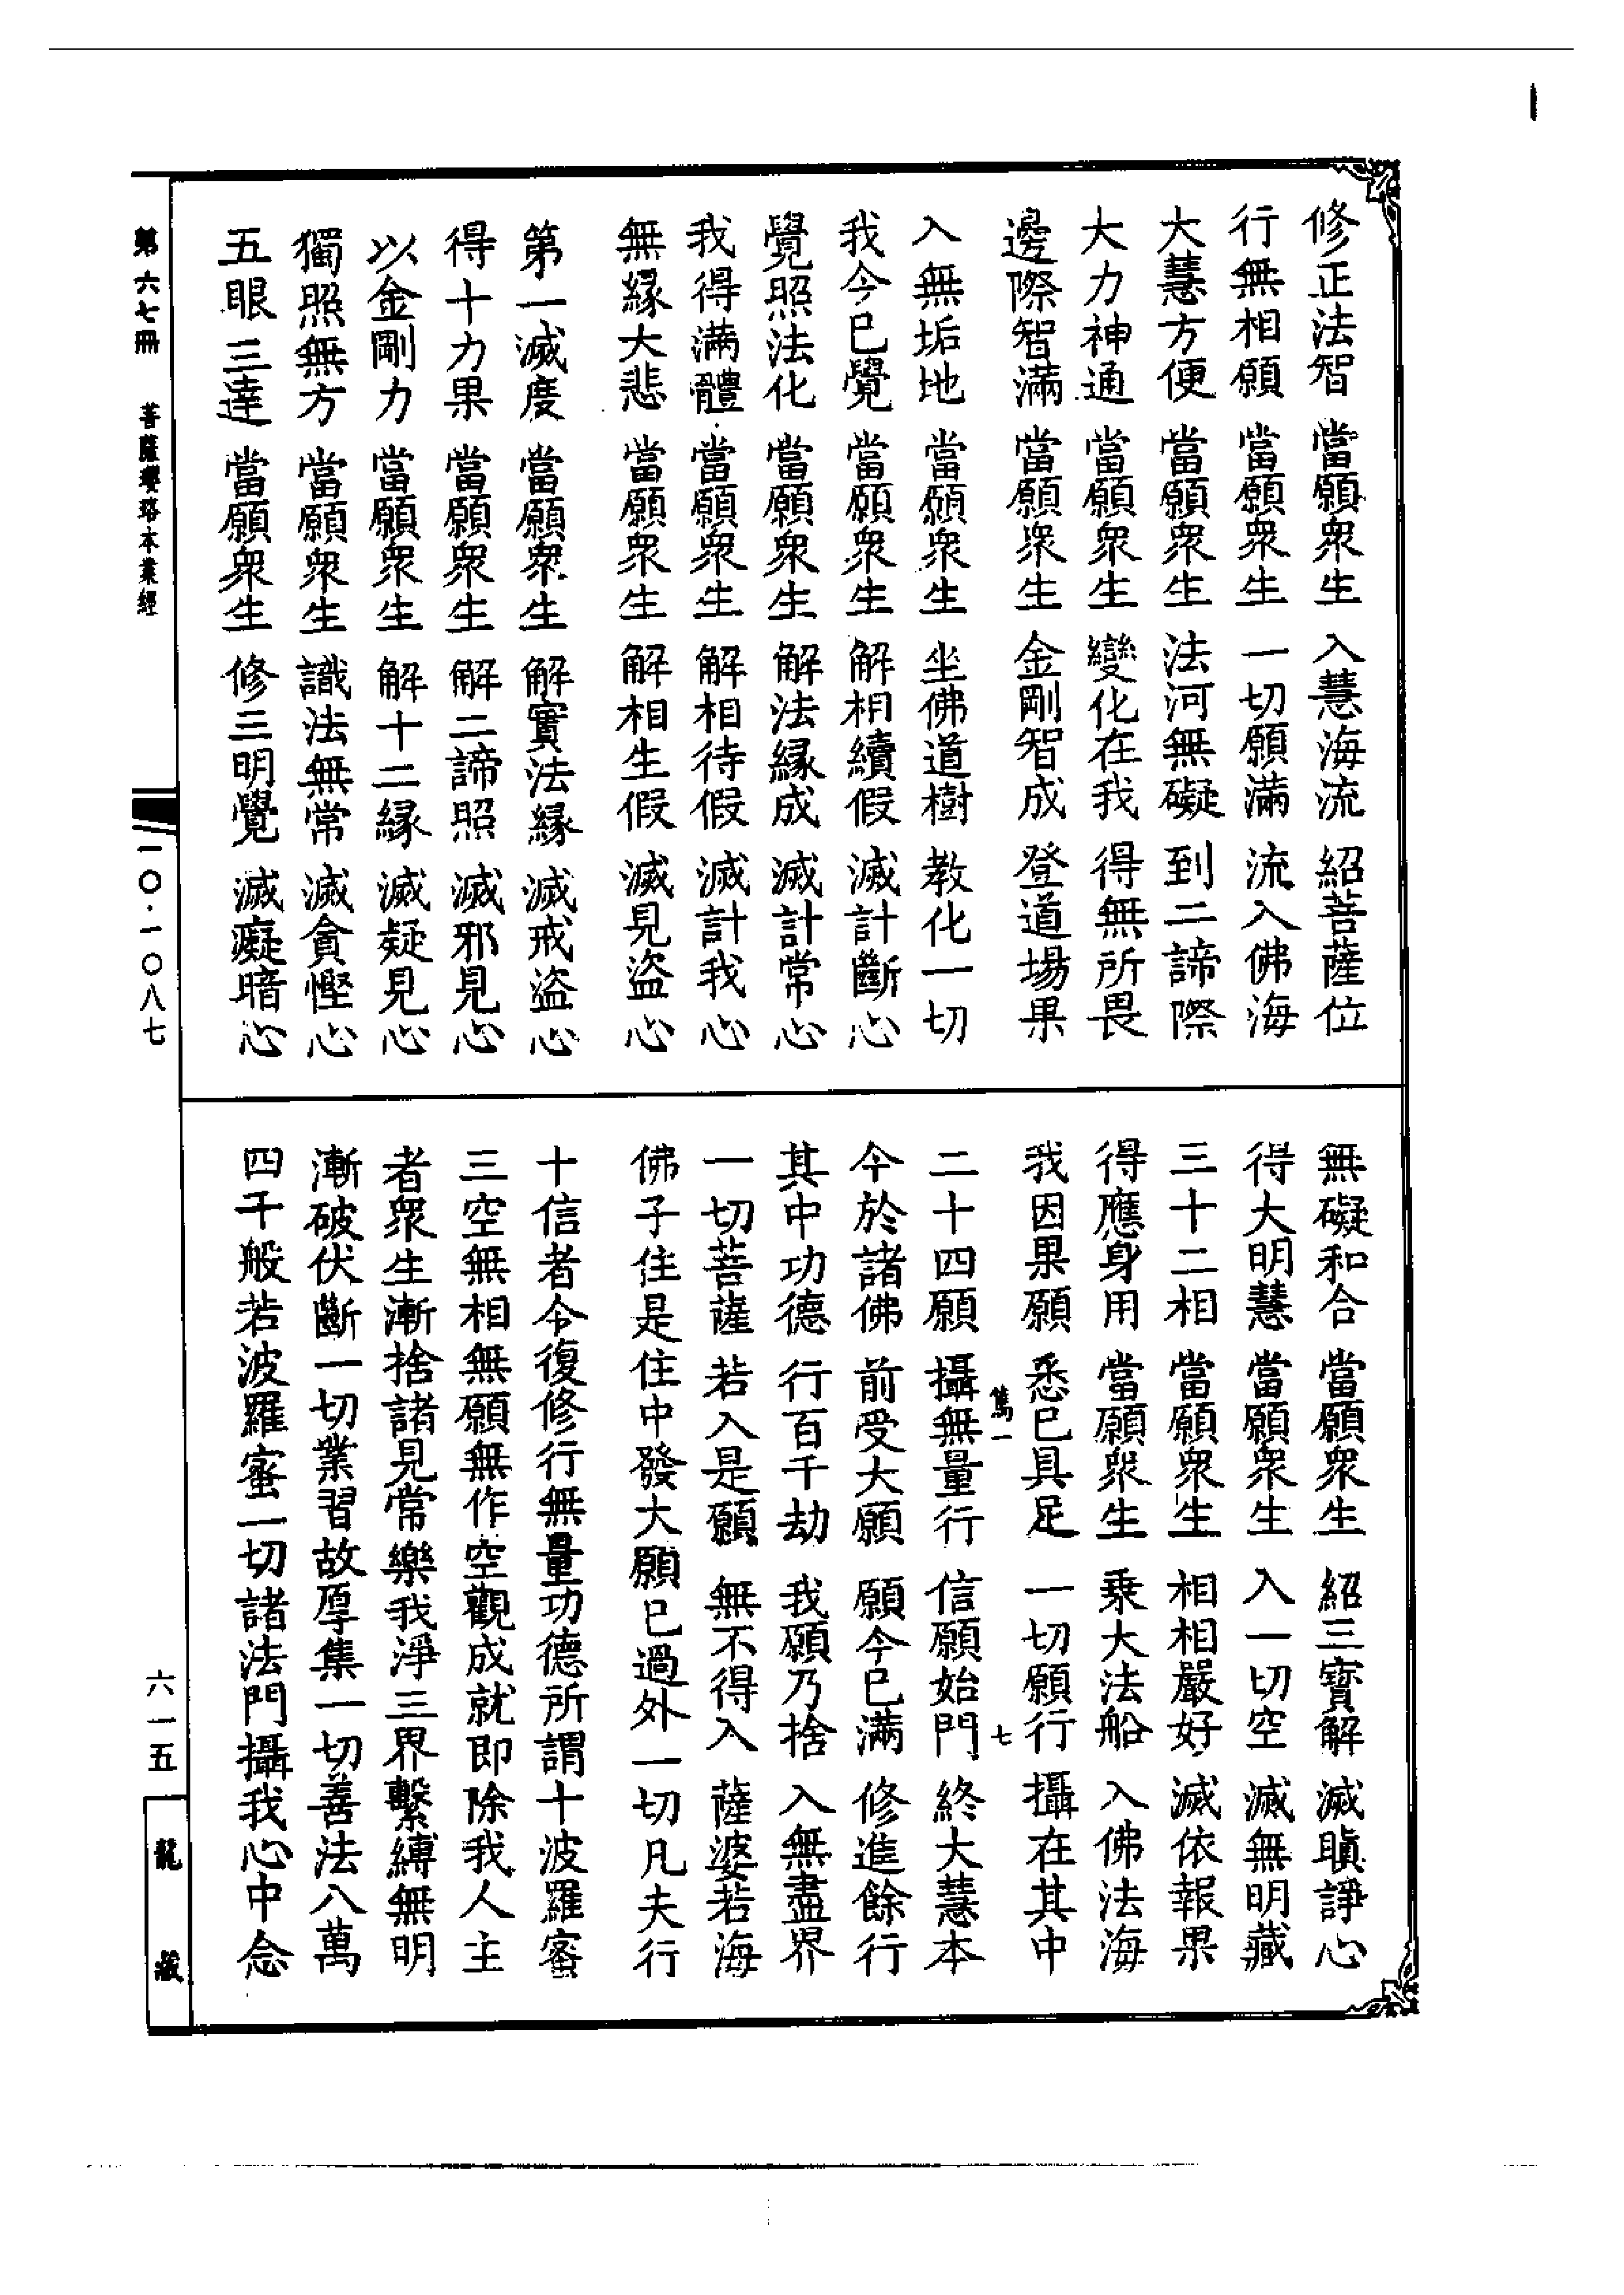 修正法智 當願衆生 入慧海流 紹菩薩位
行無相願 當願衆生 一切願滿 流入佛海
大慧方便 當願衆生 法河無礙 到二諦際
大力神通 當願衆生 變化在我 得無所畏
邊際智滿 當願衆生 金剛智成 登道場果
入無垢地 當願衆生 坐佛道樹 教化一切
我今已覺 當願衆生 解相續假 滅計斷心
覺照法化 當願衆生 解法緣成 滅計常心
我得滿體 當願衆生 解相待假 滅計我心
無緣大悲 當願衆生 解相生假 滅見盜心
第一滅度 當願衆生 解實法緣 滅戒盜心
得十力果 當願衆生 解二諦照 滅邪見心
以金剛力 當願衆生 解十二緣 滅疑見心
獨照無方 當願衆生 識法無常 滅貪慳心
五眼三達 當願衆生 修三明覺 滅癡暗心
無礙和合 當願衆生 紹三寶解 滅瞋諍心
得大明慧 當願衆生 入一切空 滅無明藏
三十二相 當願衆生 相相嚴好 滅依報果
得應身用 當願衆生 乗大法船 入佛法海
我因果願 悉已具足 一切願行 攝在其中
篤一 七
二十四願 攝無量行 信願始門 終大慧本
今於諸佛 前受大願 願今已滿 修進餘行
其中功德 行百千劫 我願乃捨 入無盡界
一切菩薩 若入是願 無不得入 薩婆若海
佛子住是住中發大願已過外一切凡夫行
十信者今復修行無量功德所謂十波羅蜜
三空無相無願無作空觀成就即除我人主
者衆生漸捨諸見常樂我淨三界繫縛無明
漸破伏斷一切業習故厚集一切善法八萬
四千般若波羅蜜一切諸法門攝我心中念
第六七冊 菩薩瓔珞本業經
一〇·一〇八七
六一五
龍藏